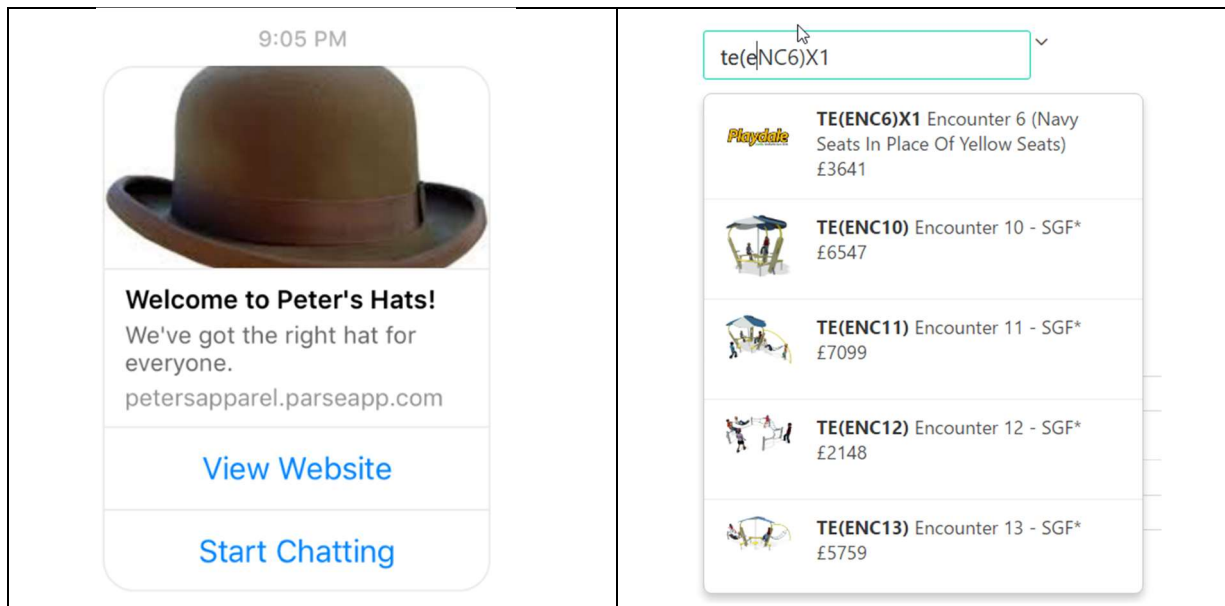 9:05 PM
Welcome to Peter's Hats!
We've got the right hat for
everyone.
petersapparel.parseapp.com
View Website
Start Chatting
te(eNC6)X1
Playdale
TE(ENC6)X1 Encounter 6 (Navy
Seats In Place Of Yellow Seats)
£3641
TE(ENC10) Encounter 10 - SGF*
£6547
TE(ENC11) Encounter 11 - SGF*
£7099
TE(ENC12) Encounter 12 - SGF*
£2148
TE(ENC13) Encounter 13 - SGF*
£5759